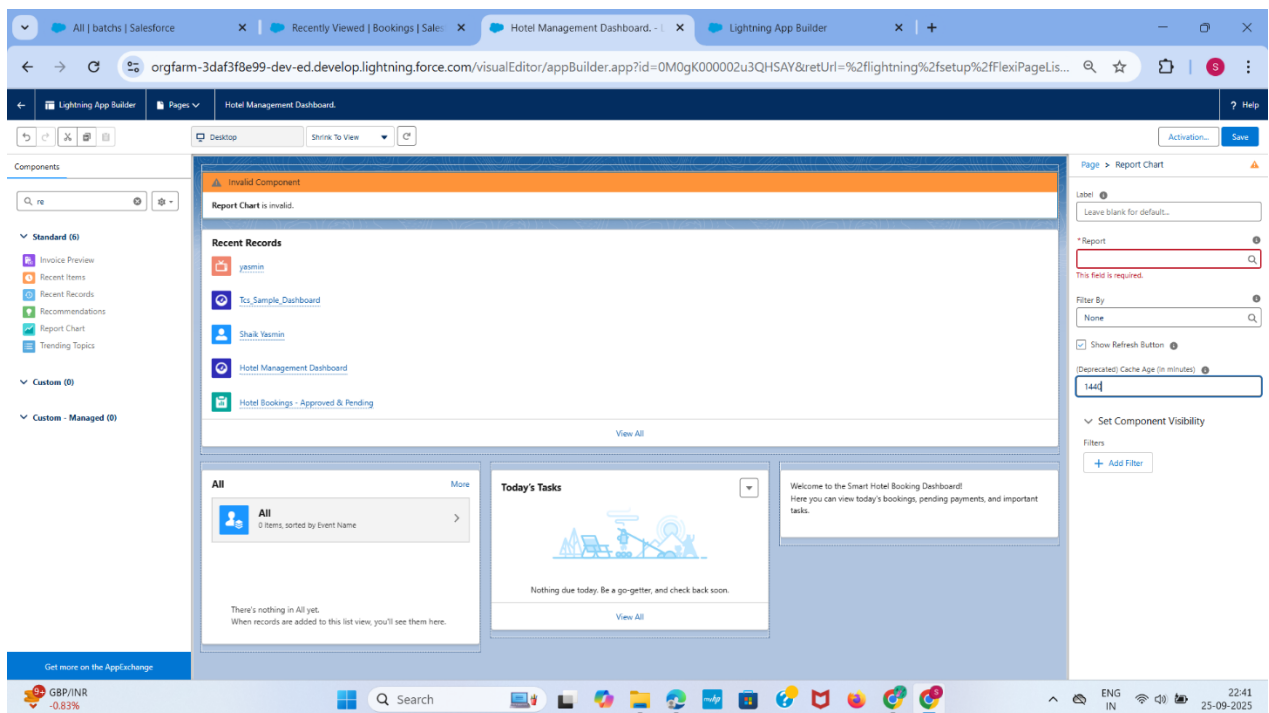 All | batchs | Salesforce
Recently Viewed | Bookings | Sales
Hotel Management Dashboard. - L
Lightning App Builder
orgfarm-3daf3f8e99-dev-ed.develop.lightning.force.com/visualEditor/appBuilder.app?id=0M0gK000002u3QHSAY&retUrl=%2flightning%2fsetup%2fFlexiPageLis...
S
Lightning App Builder
Pages
Hotel Management Dashboard.
? Help
Desktop
Shrink To View
Activation...
Save
Components
re
Standard (6)
Invoice Preview
Recent Items
Recent Records
Recommendations
Report Chart
Trending Topics
Custom (0)
Custom - Managed (0)
Get more on the AppExchange
Invalid Component
Report Chart is invalid.
Recent Records
yasmin
Tcs_Sample_Dashboard
Shaik Yasmin
Hotel Management Dashboard
Hotel Bookings - Approved & Pending
View All
All
More
All
0 items, sorted by Event Name
There's nothing in All yet.
When records are added to this list view, you'll see them here.
Today's Tasks
Nothing due today. Be a go-getter, and check back soon.
View All
Welcome to the Smart Hotel Booking Dashboard!
Here you can view today's bookings, pending payments, and important
tasks.
Page > Report Chart
Label
Leave blank for default...
*Report
This field is required.
Filter By
None
Show Refresh Button
(Deprecated) Cache Age (in minutes)
1440
Set Component Visibility
Filters
+ Add Filter
9+
GBP/INR
-0.83%
Search
mhp
S
ENG
IN
22:41
25-09-2025